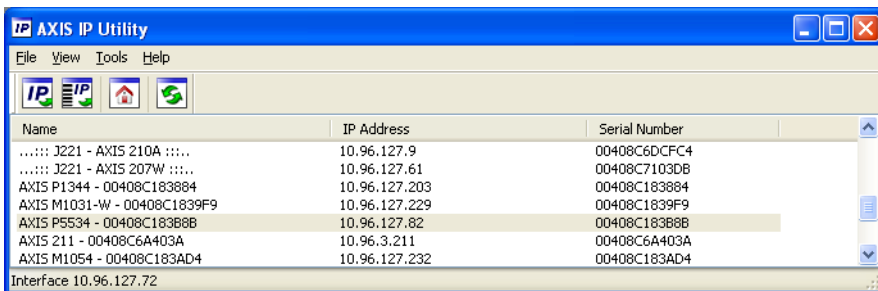 IP AXIS IP Utility
File View Tools Help
IP IP
Name IP Address Serial Number
...::: J221 - AXIS 210A :::.. 10.96.127.9 00408C6DCFC4
...::: J221 - AXIS 207W :::.. 10.96.127.61 00408C7103DB
AXIS P1344 - 00408C183884 10.96.127.203 00408C183884
AXIS M1031-W - 00408C1839F9 10.96.127.229 00408C1839F9
AXIS P5534 - 00408C183B8B 10.96.127.82 00408C183B8B
AXIS 211 - 00408C6A403A 10.96.3.211 00408C6A403A
AXIS M1054 - 00408C183AD4 10.96.127.232 00408C183AD4
Interface 10.96.127.72